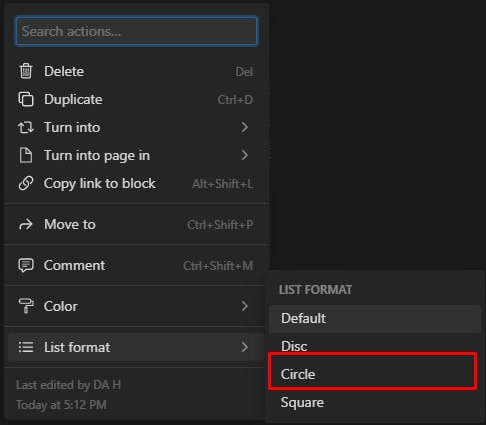 Search actions...
Delete Del
Duplicate Ctrl+D
Turn into
Turn into page in
Copy link to block Alt+Shift+L
Move to Ctrl+Shift+P
Comment Ctrl+Shift+M
Color
List format
Last edited by DA H
Today at 5:12 PM
LIST FORMAT
Default
Disc
Circle
Square